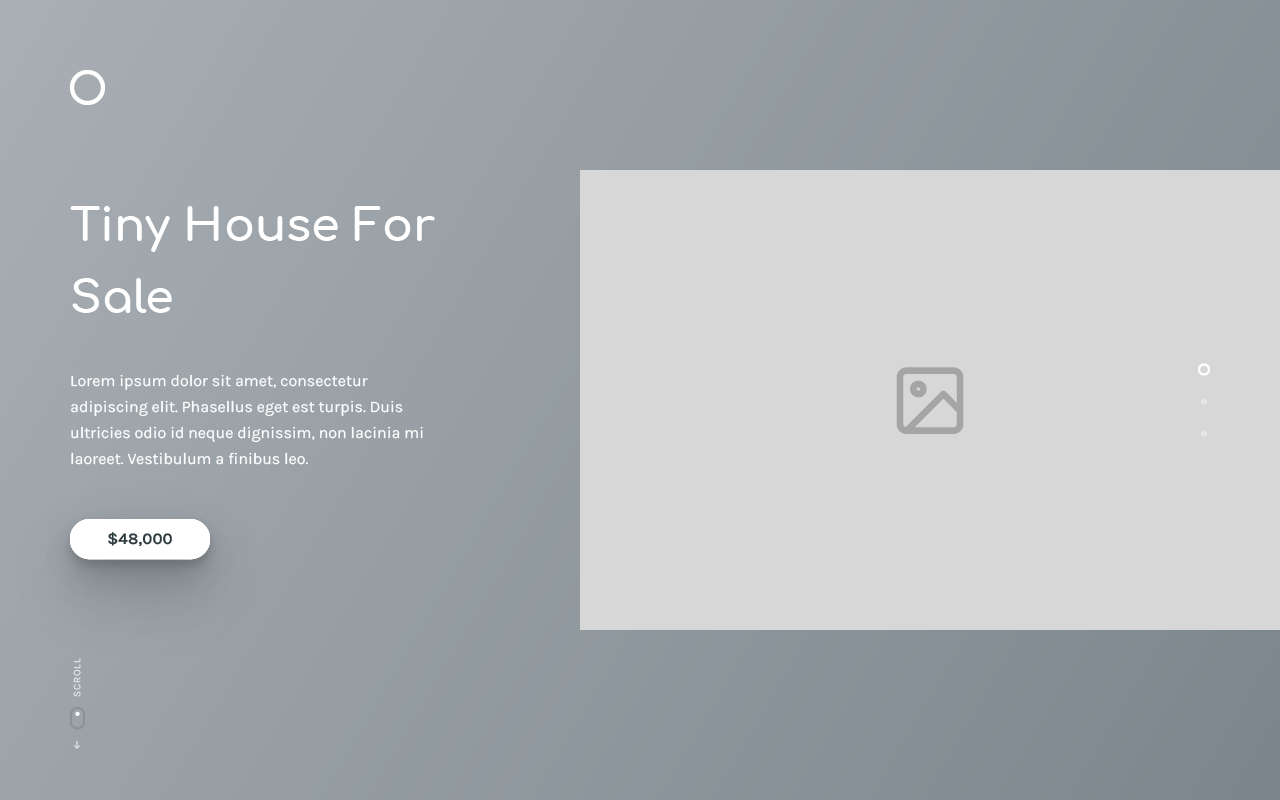 Tiny House For
Sale
Lorem ipsum dolor sit amet, consectetur
adipiscing elit. Phasellus eget est turpis. Duis
ultricies odio id neque dignissim, non lacinia mi
laoreet. Vestibulum a finibus leo.
$48,000
SCROLL